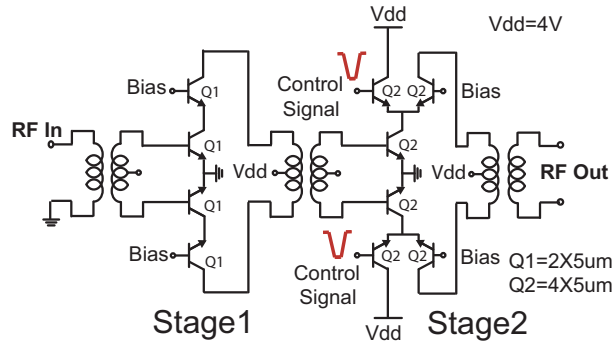 Vdd
Vdd=4V
Bias
Q1
Control
Signal
Q2
Q2
Bias
RF In
Q1
Q2
Vdd
Vdd
RF Out
Q1
Q2
Bias
Q1
Control
Signal
Q2
Q2
Bias
Q1=2X5um
Q2=4X5um
Stage1
Vdd
Stage2